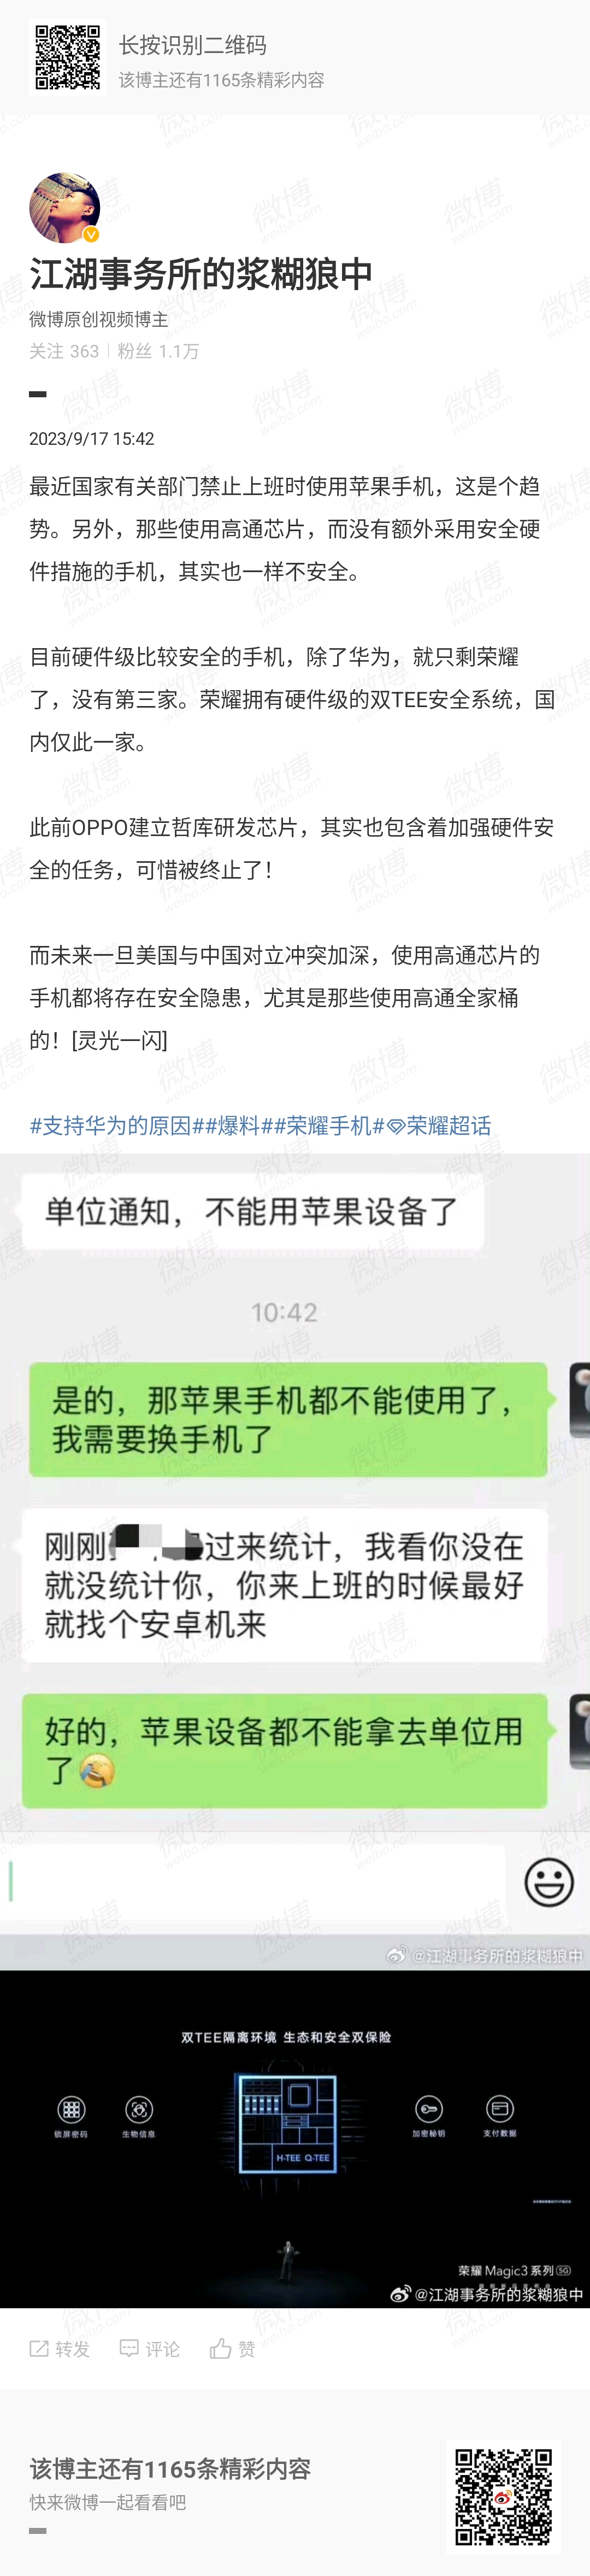 长按识别二维码
该博主还有1165条精彩内容
江湖事务所的浆糊狼中
微博原创视频博主
关注 363 | 粉丝 1.1万
2023/9/17 15:42
最近国家有关部门禁止上班时使用苹果手机，这是个趋
势。另外，那些使用高通芯片，而没有额外采用安全硬
件措施的手机，其实也一样不安全。
目前硬件级比较安全的手机，除了华为，就只剩荣耀
了，没有第三家。荣耀拥有硬件级的双TEE安全系统，国
内仅此一家。
此前OPPO建立哲库研发芯片，其实也包含着加强硬件安
全的任务，可惜被终止了！
而未来一旦美国与中国对立冲突加深，使用高通芯片的
手机都将存在安全隐患，尤其是那些使用高通全家桶
的！[灵光一闪]
#支持华为的原因##爆料##荣耀手机#荣耀超话
单位通知，不能用苹果设备了
10:42
是的，那苹果手机都不能使用了，
我需要换手机了
刚刚过来统计，我看你没在
就没统计你，你来上班的时候最好
就找个安卓机来
好的，苹果设备都不能拿去单位用
了😂
@江湖事务所的浆糊狼中
双TEE隔离环境 生态和安全双保险
锁屏密码
生物信息
加密秘钥
支付数据
H-TEE Q-TEE
荣耀 Magic3 系列 5G
@江湖事务所的浆糊狼中
转发
评论
赞
该博主还有1165条精彩内容
快来微博一起看看吧
微博
weibo.com